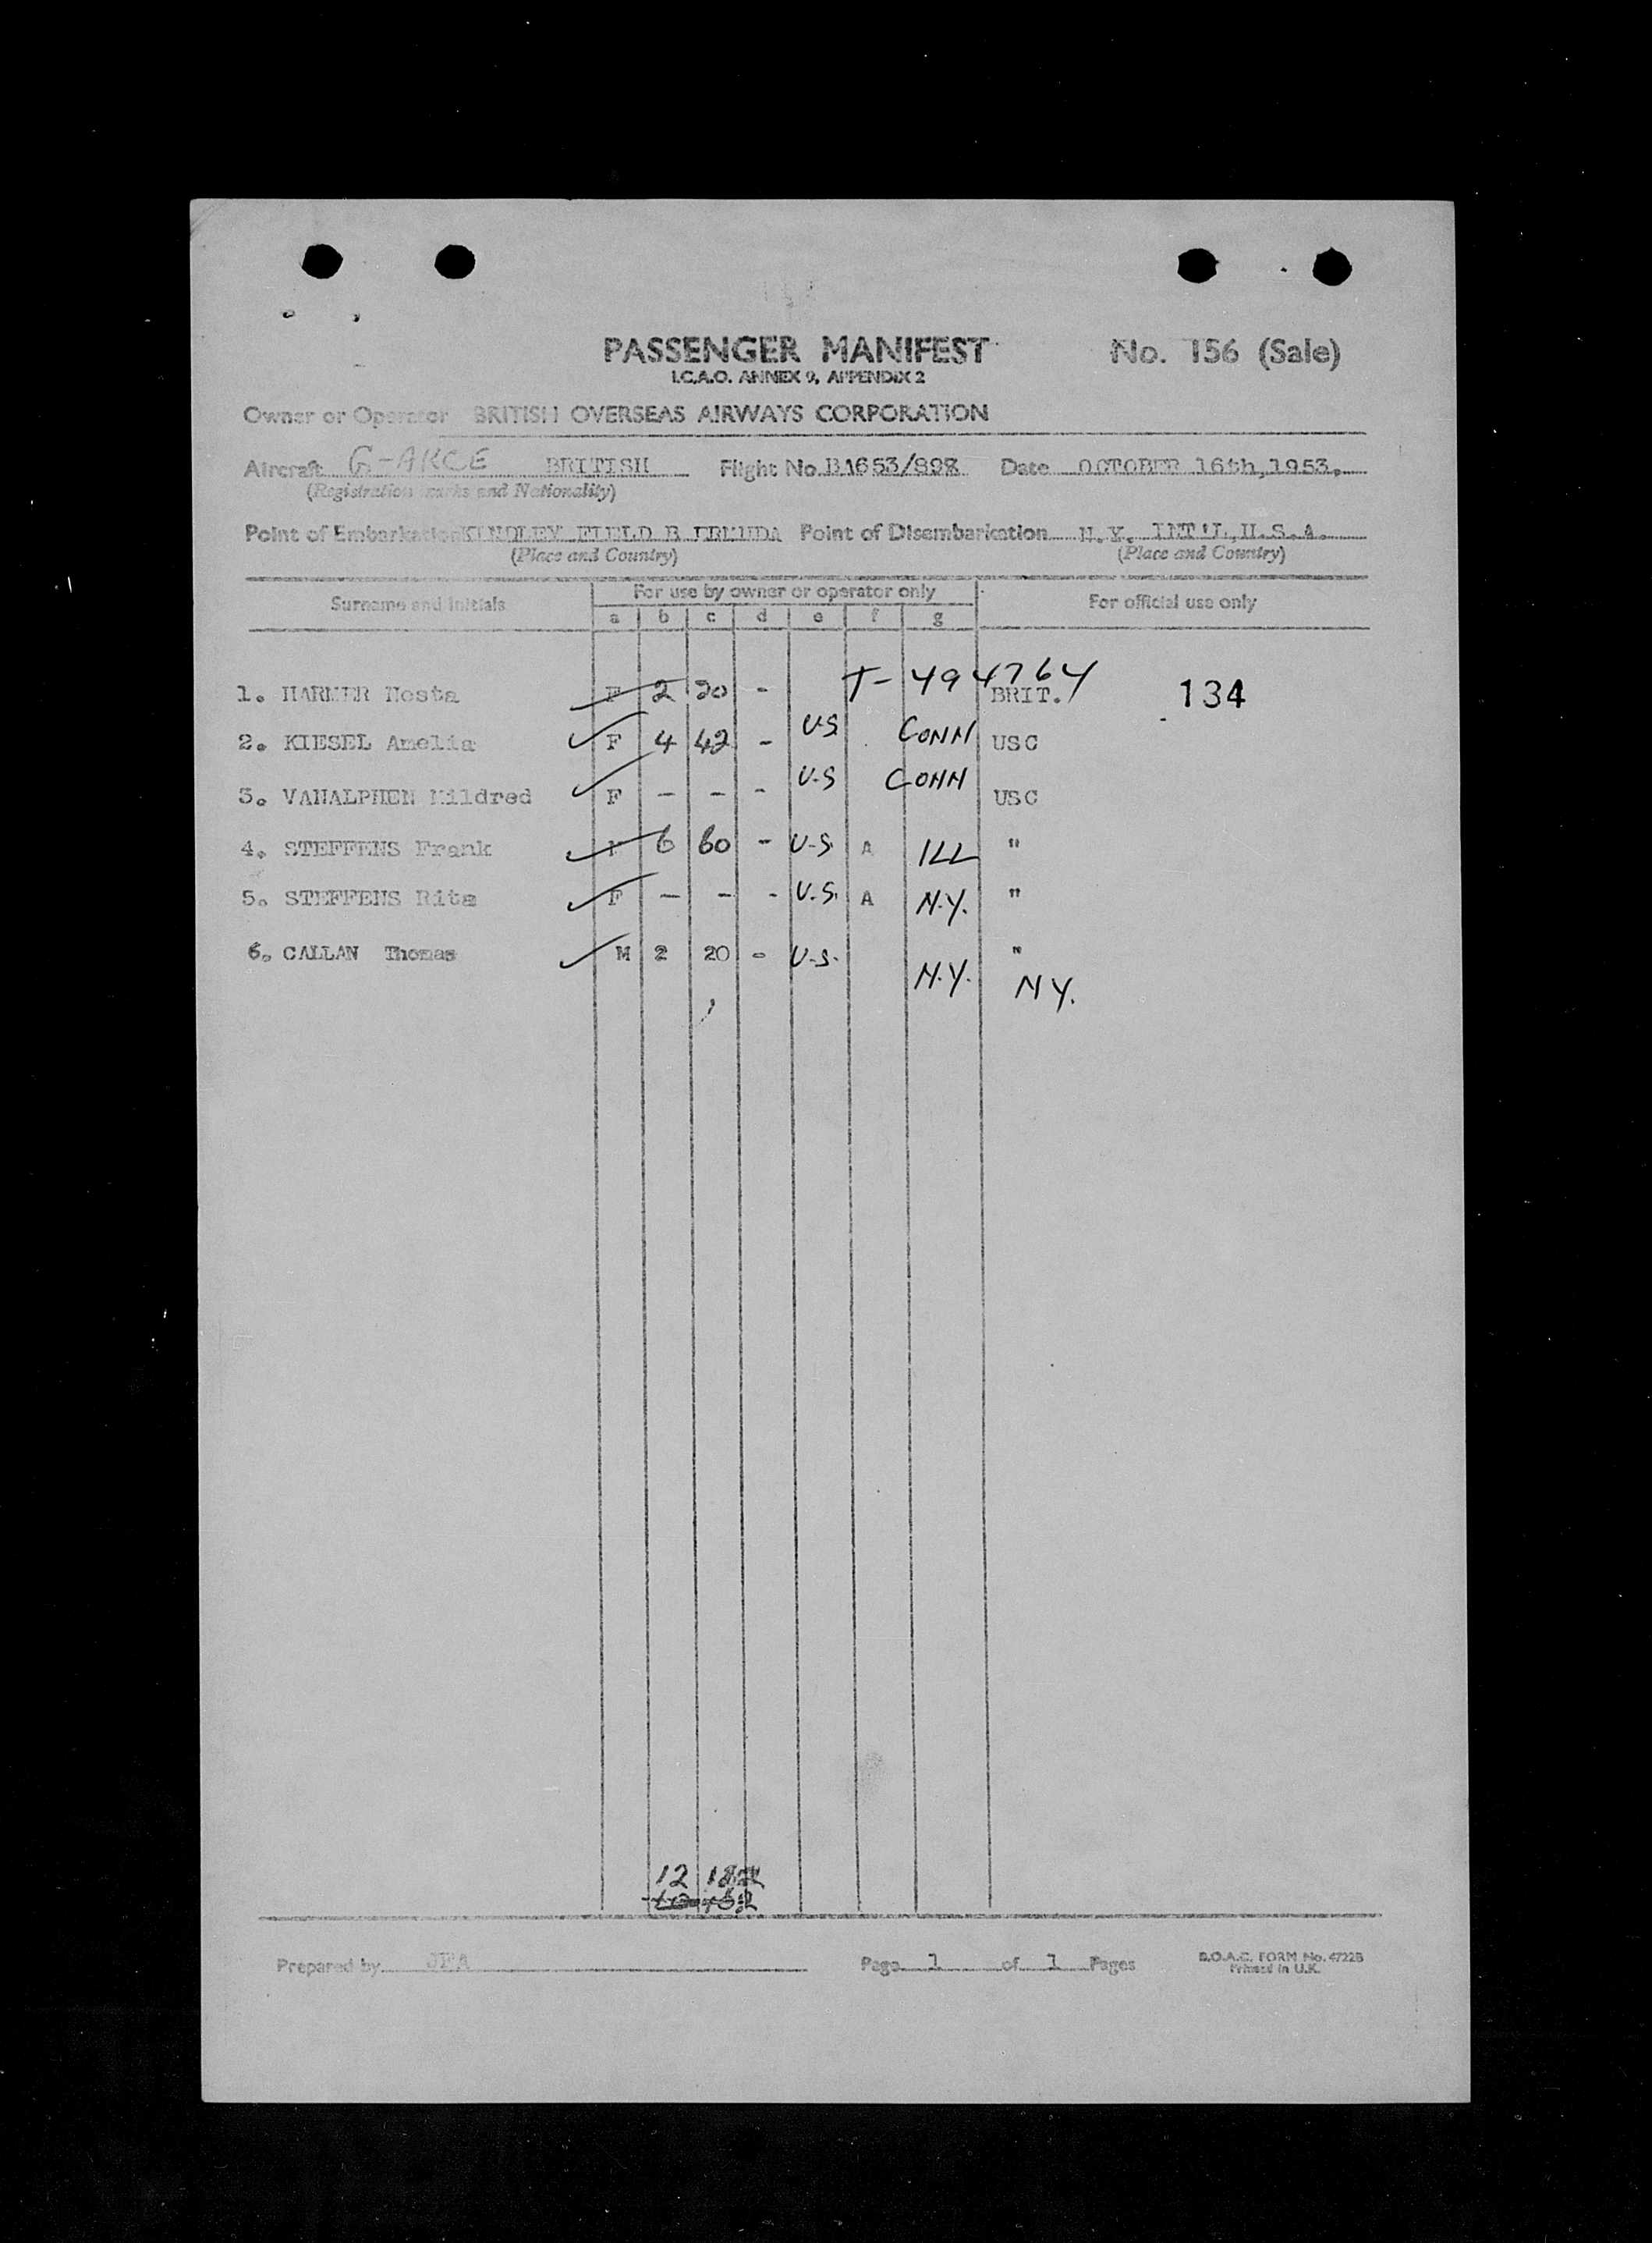 PASSENGER MANIFEST No. 156 (Sale)
I.C.A.O. ANNEX 9, APPENDIX 2
Owner or Operator BRITISH OVERSEAS AIRWAYS CORPORATION
Aircraft G-AKCE BRITISH Flight No. BA653/898 Date OCTOBER 16th,1953.
(Registration marks and Nationality)
Point of Embarkation KINDLEY FIELD B ERMUDA Point of Disembarkation N.Y. INT'L,U.S.A.
(Place and Country) (Place and Country)
Surname and Initials For use by owner or operator only For official use only
a b c d e f g
T-494764
1. HARMER Nesta F 2 20 - BRIT. 134
2. KIESEL Amelia F 4 42 - U.S CONN USC
3. VANALPHEN Mildred F - - - U.S CONN USC
4. STEFFENS Frank 6 60 - U.S. A ILL "
5. STEFFENS Rita F - - - U.S. A N.Y. "
6. CALLAN Thomas M 2 20 - U.S. N.Y. "
NY.
12
Prepared by JFA Page 1 of 1 Pages B.O.A.C. FORM No. 4722B
Printed in U.K.